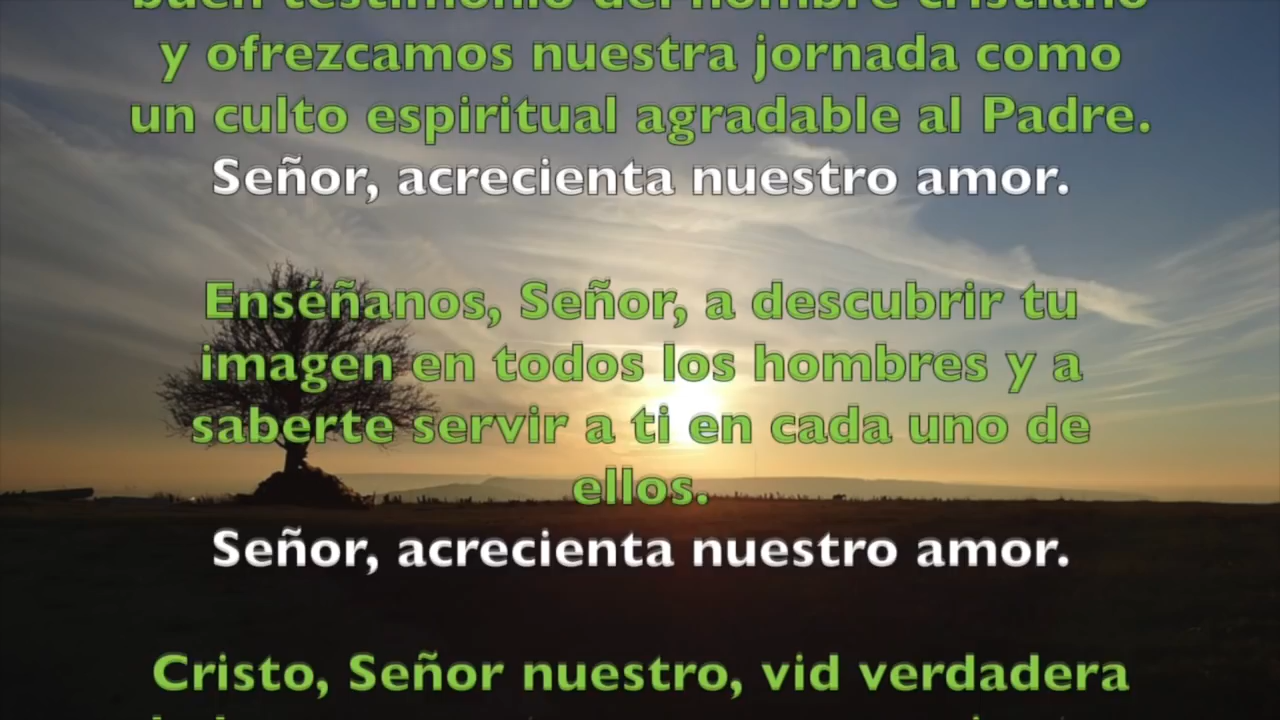 buen testimonio del nombre cristiano
y ofrezcamos nuestra jornada como
un culto espiritual agradable al Padre.
Señor, acrecienta nuestro amor.
Enséñanos, Señor, a descubrir tu
imagen en todos los hombres y a
saberte servir a ti en cada uno de
ellos.
Señor, acrecienta nuestro amor.
Cristo, Señor nuestro, vid verdadera